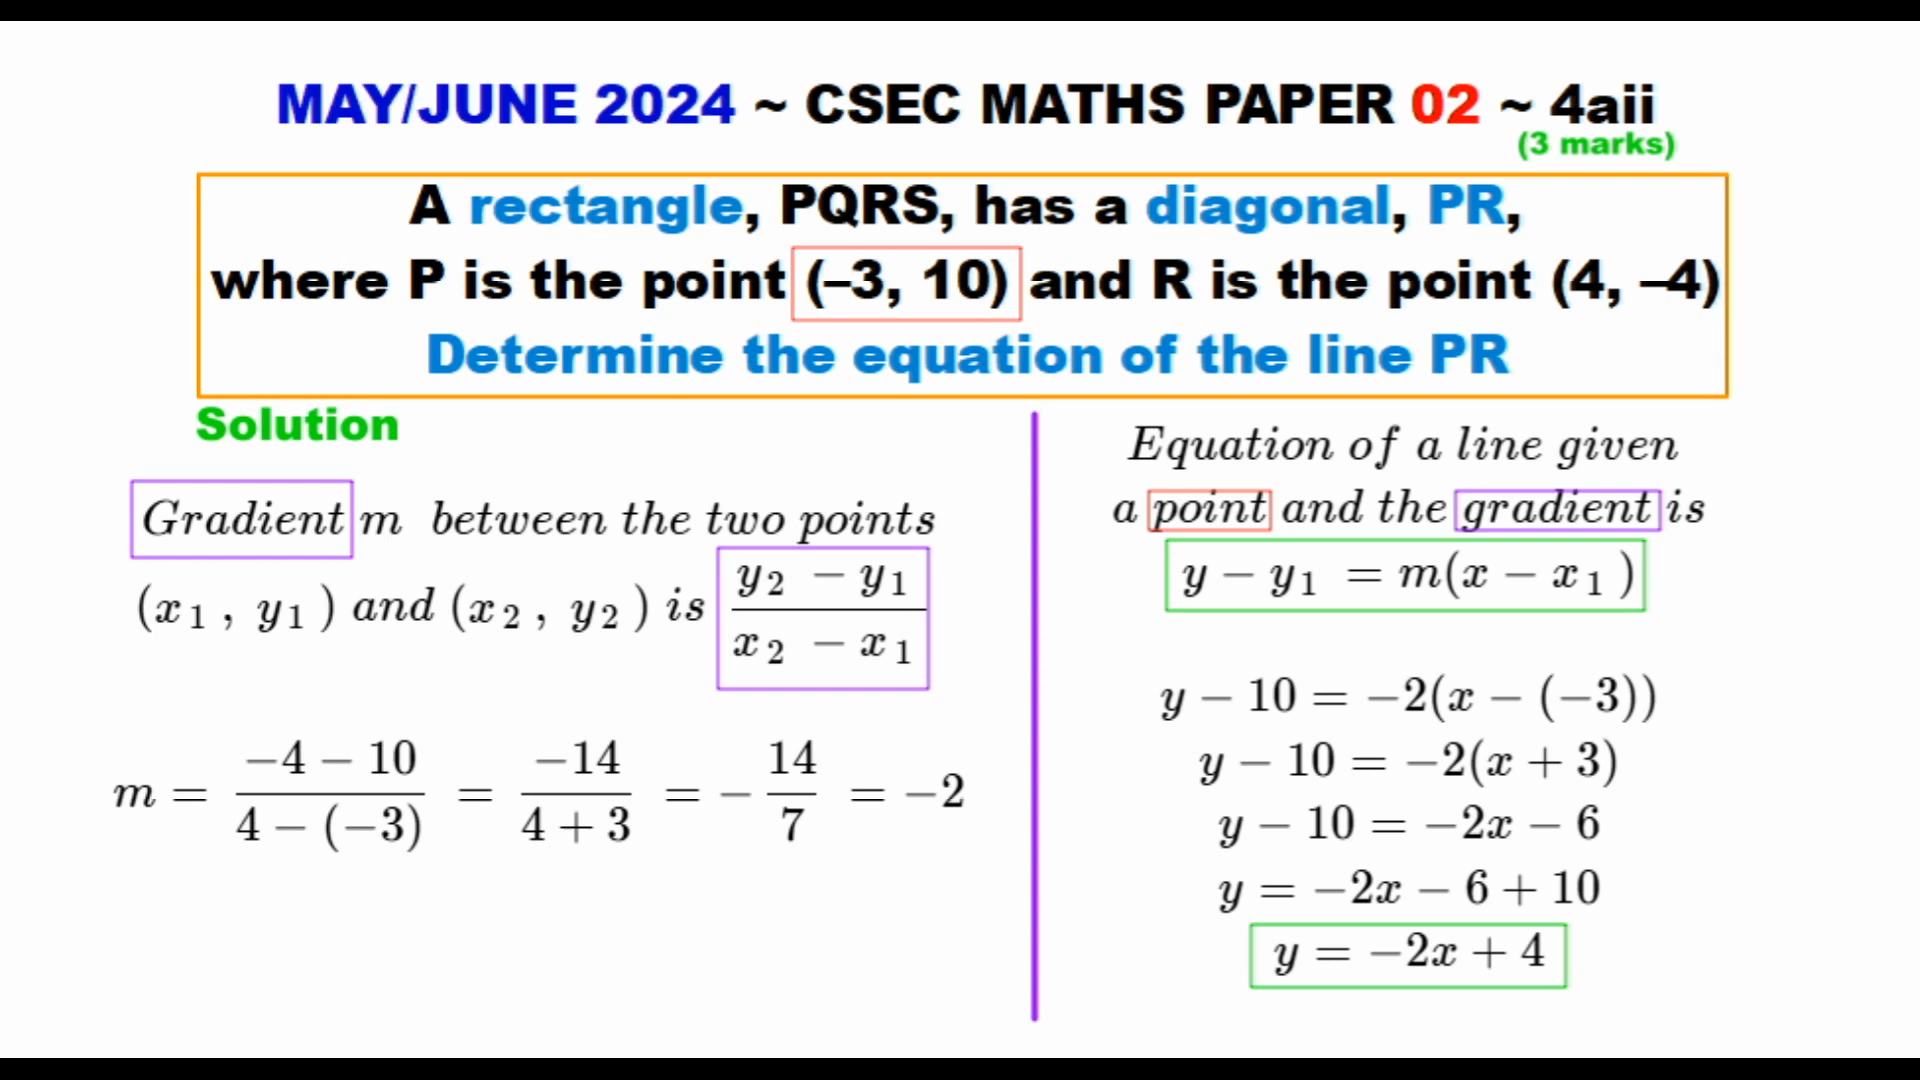 MAY/JUNE 2024 ~ CSEC MATHS PAPER 02 ~ 4aii
(3 marks)
A rectangle, PQRS, has a diagonal, PR,
where P is the point (–3, 10) and R is the point (4, –4)
Determine the equation of the line PR
Solution
Gradient m between the two points
(x₁, y₁) and (x₂, y₂) is (y₂ − y₁)/(x₂ − x₁)
m = (−4 − 10)/(4 − (−3)) = −14/(4 + 3) = −14/7 = −2
Equation of a line given
a point and the gradient is
y − y₁ = m(x − x₁)
y − 10 = −2(x − (−3))
y − 10 = −2(x + 3)
y − 10 = −2x − 6
y = −2x − 6 + 10
y = −2x + 4